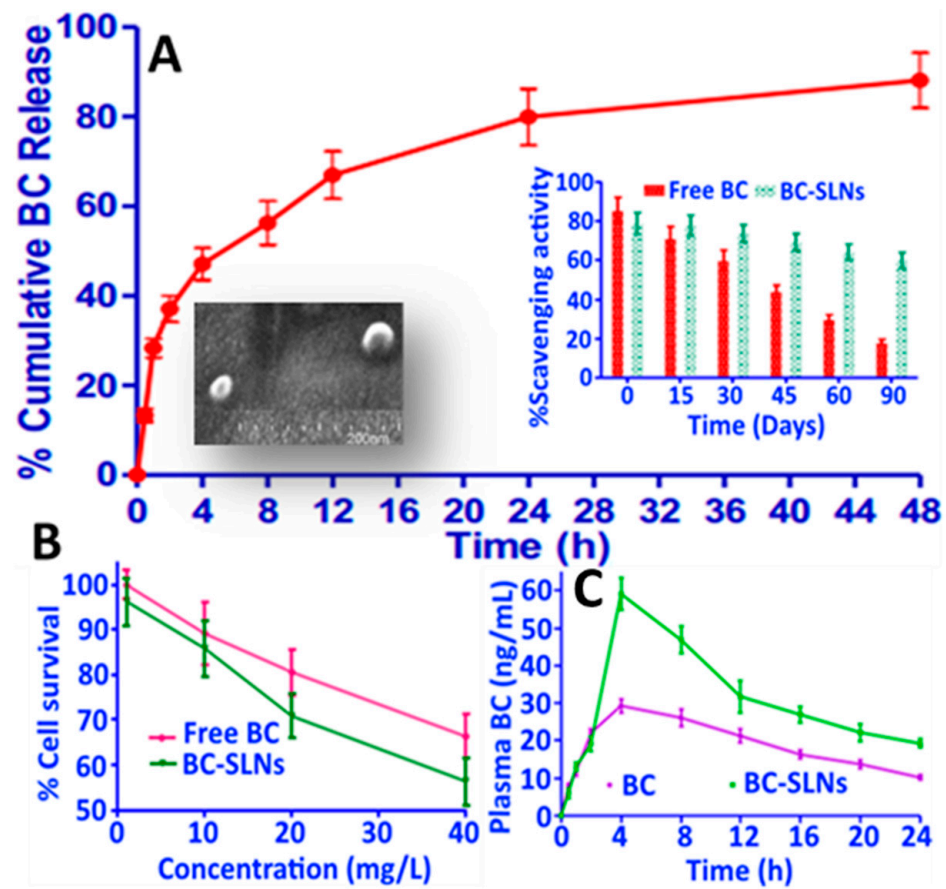 A
% Cumulative BC Release
100
80
60
40
20
0
0 4 8 12 16 20 24 28 32 36 40 44 48
Time (h)
200nm
%Scavenging activity
Free BC BC-SLNs
100
80
60
40
20
0
0 15 30 45 60 90
Time (Days)
B
% Cell survival
100
90
80
70
60
50
Free BC
BC-SLNs
0 10 20 30 40
Concentration (mg/L)
C
Plasma BC (ng/mL)
60
50
40
30
20
10
0
BC BC-SLNs
0 4 8 12 16 20 24
Time (h)